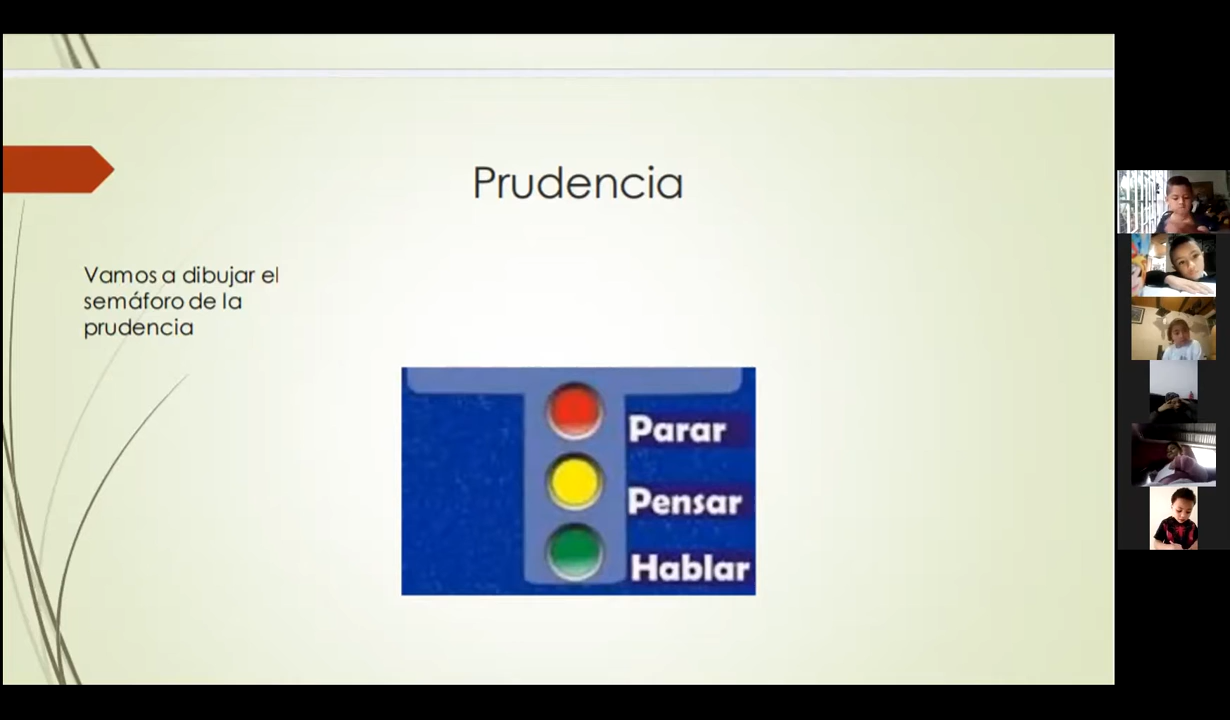 Prudencia
Vamos a dibujar el
semáforo de la
prudencia
Parar
Pensar
Hablar